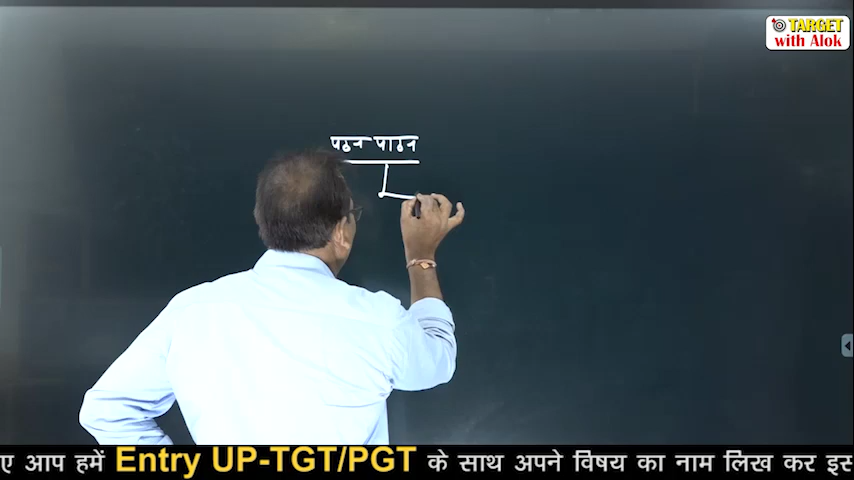 TARGET
with Alok
पठन पाठन
ए आप हमें Entry UP-TGT/PGT के साथ अपने विषय का नाम लिख कर इस